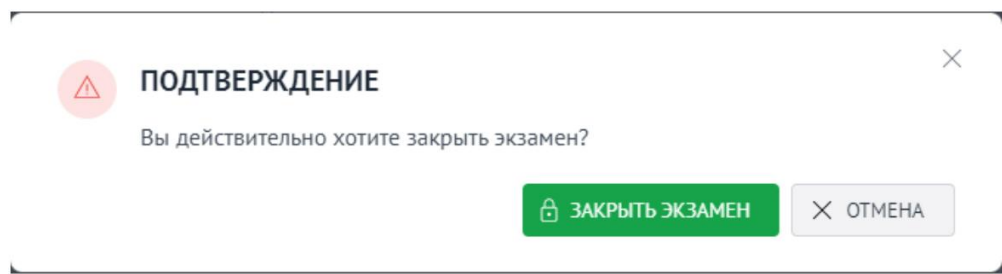 ПОДТВЕРЖДЕНИЕ
Вы действительно хотите закрыть экзамен?
ЗАКРЫТЬ ЭКЗАМЕН
ОТМЕНА